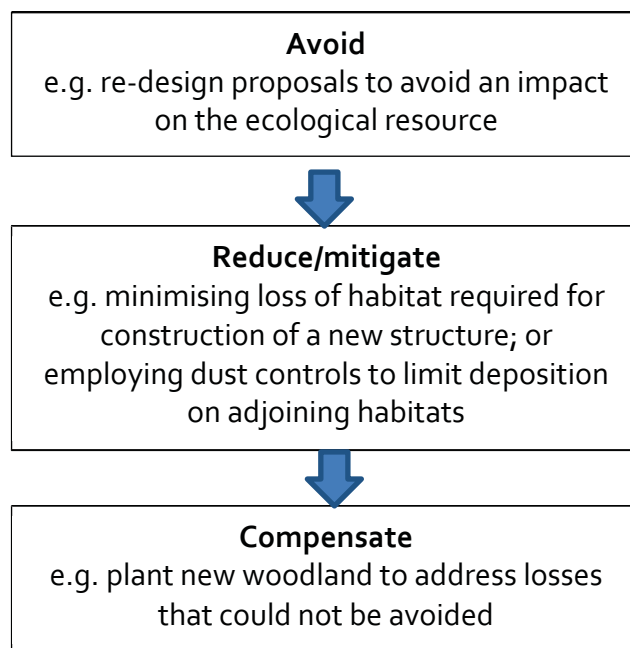 Avoid
e.g. re-design proposals to avoid an impact
on the ecological resource
Reduce/mitigate
e.g. minimising loss of habitat required for
construction of a new structure; or
employing dust controls to limit deposition
on adjoining habitats
Compensate
e.g. plant new woodland to address losses
that could not be avoided